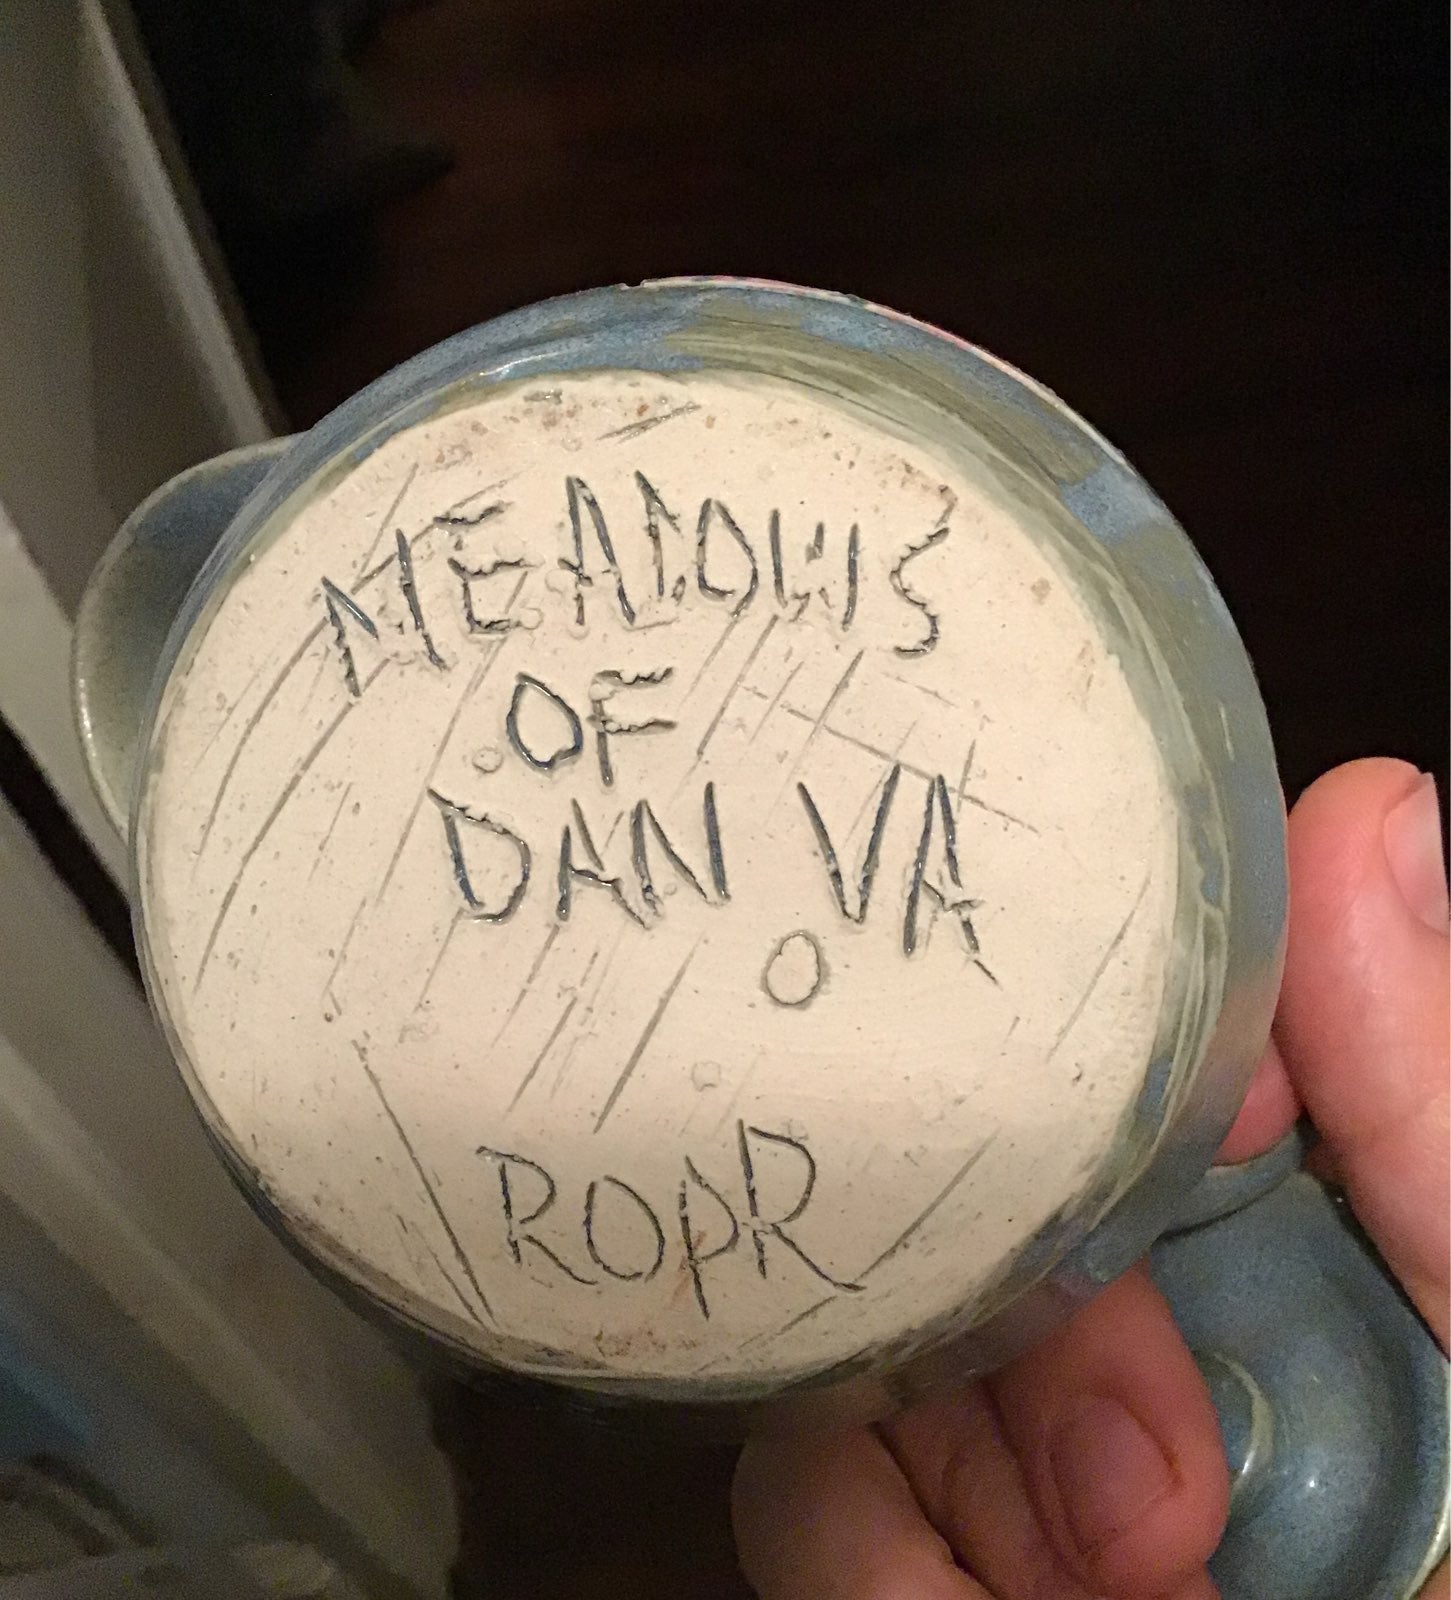 MEADOWS
OF
DAN VA
ROPR